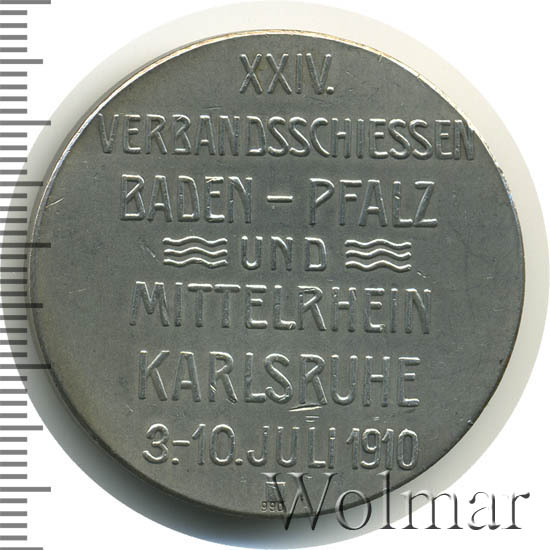 XXIV.
VERBANDSSCHIESSEN
BADEN - PFALZ
UND
MITTELRHEIN
KARLSRUHE
3.-10. JULI 1910
990
Wolmar